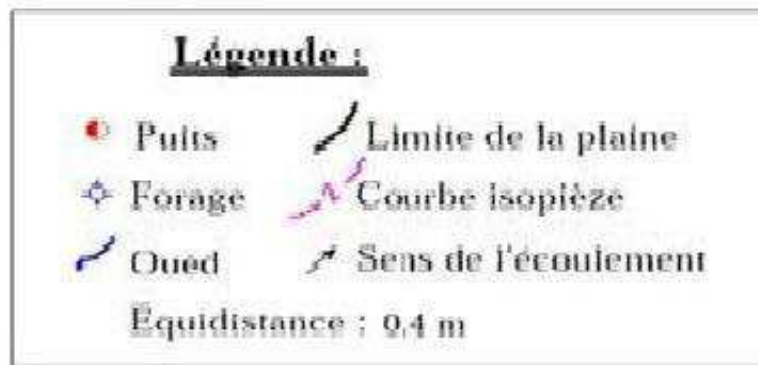 Légende :
Puits Limite de la plaine
Forage Courbe isopièze
Oued Sens de l'écoulement
Equidistance : 0,4 m